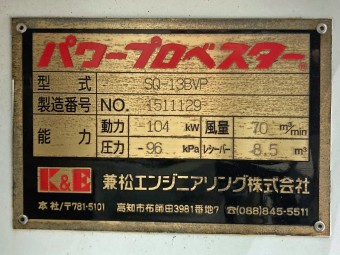 パワープロベスター®
型式 SQ-13BVP
製造番号 NO. 1511129
能力 動力 104 kW 風量 70 m³/min
圧力 -96 kPa レシーバー 8.5 m³
K&E 兼松エンジニアリング株式会社
本社/〒781-5101 高知市布師田3981番地7 ☎(088)845-5511